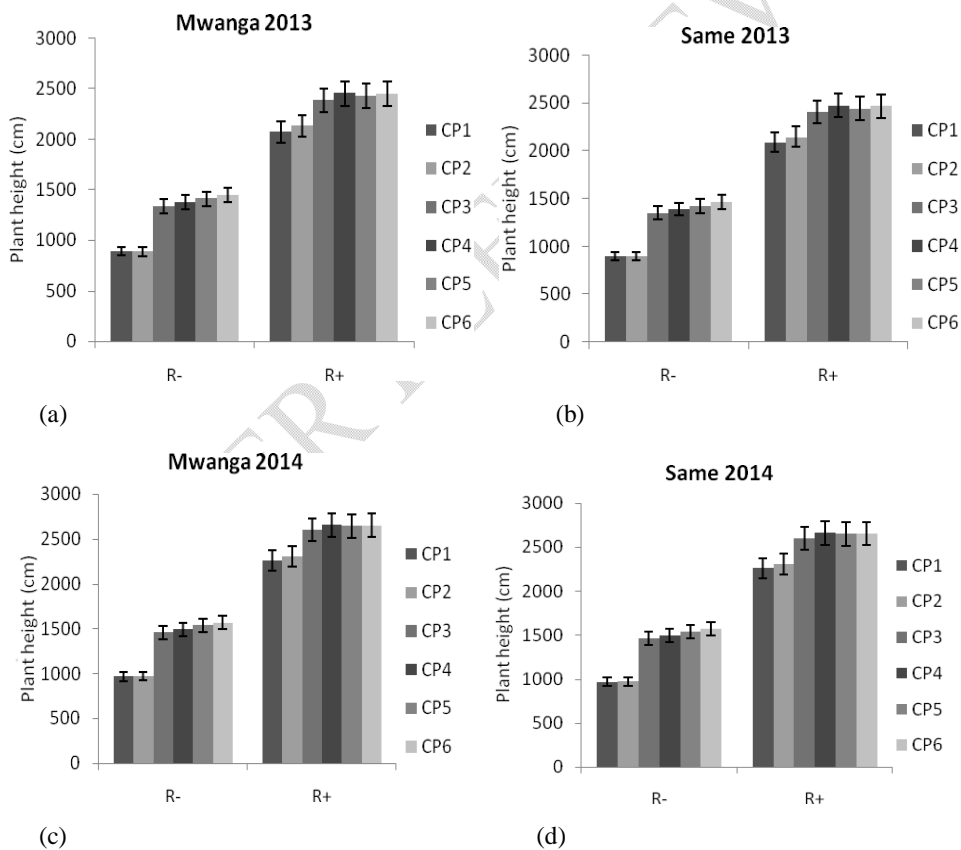 Mwanga 2013
3000
2500
2000
1500
1000
500
0
Plant height (cm)
R-
R+
CP1
CP2
CP3
CP4
CP5
CP6
(a)
Same 2013
3000
2500
2000
1500
1000
500
0
Plant height (cm)
R-
R+
CP1
CP2
CP3
CP4
CP5
CP6
(b)
Mwanga 2014
3000
2500
2000
1500
1000
500
0
Plant height (cm)
R-
R+
CP1
CP2
CP3
CP4
CP5
CP6
(c)
Same 2014
3000
2500
2000
1500
1000
500
0
Plant height (cm)
R-
R+
CP1
CP2
CP3
CP4
CP5
CP6
(d)